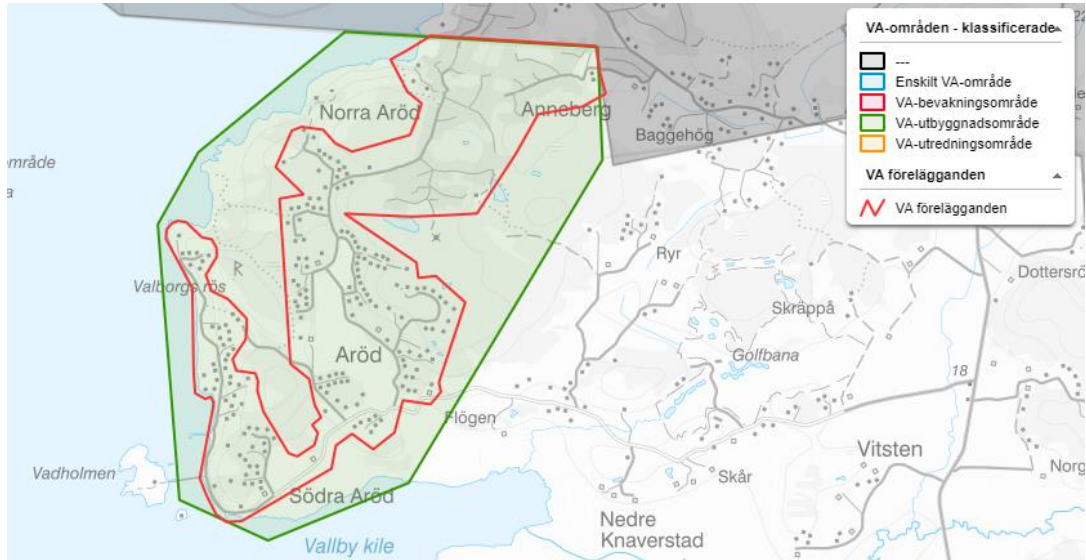 VA-områden - klassificerade
---
Enskilt VA-område
VA-bevakningsområde
VA-utbyggnadsområde
VA-utredningsområde
VA förelägganden
VA förelägganden
22
Norra Aröd
Anneberg
Baggehög
område
a
Ryr
Valborgs rös
R
Dottersrö
Skräppå
Aröd
Golfbana
18
Flögen
Vitsten
Vadholmen
Skår
Norg
Södra Aröd
Nedre
Knaverstad
Vallby kile